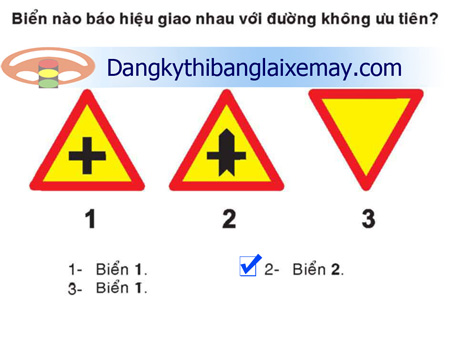 Biển nào báo hiệu giao nhau với đường không ưu tiên?
Dangkythibanglaixemay.com
1 2 3
1- Biển 1. 2- Biển 2.
3- Biển 1.